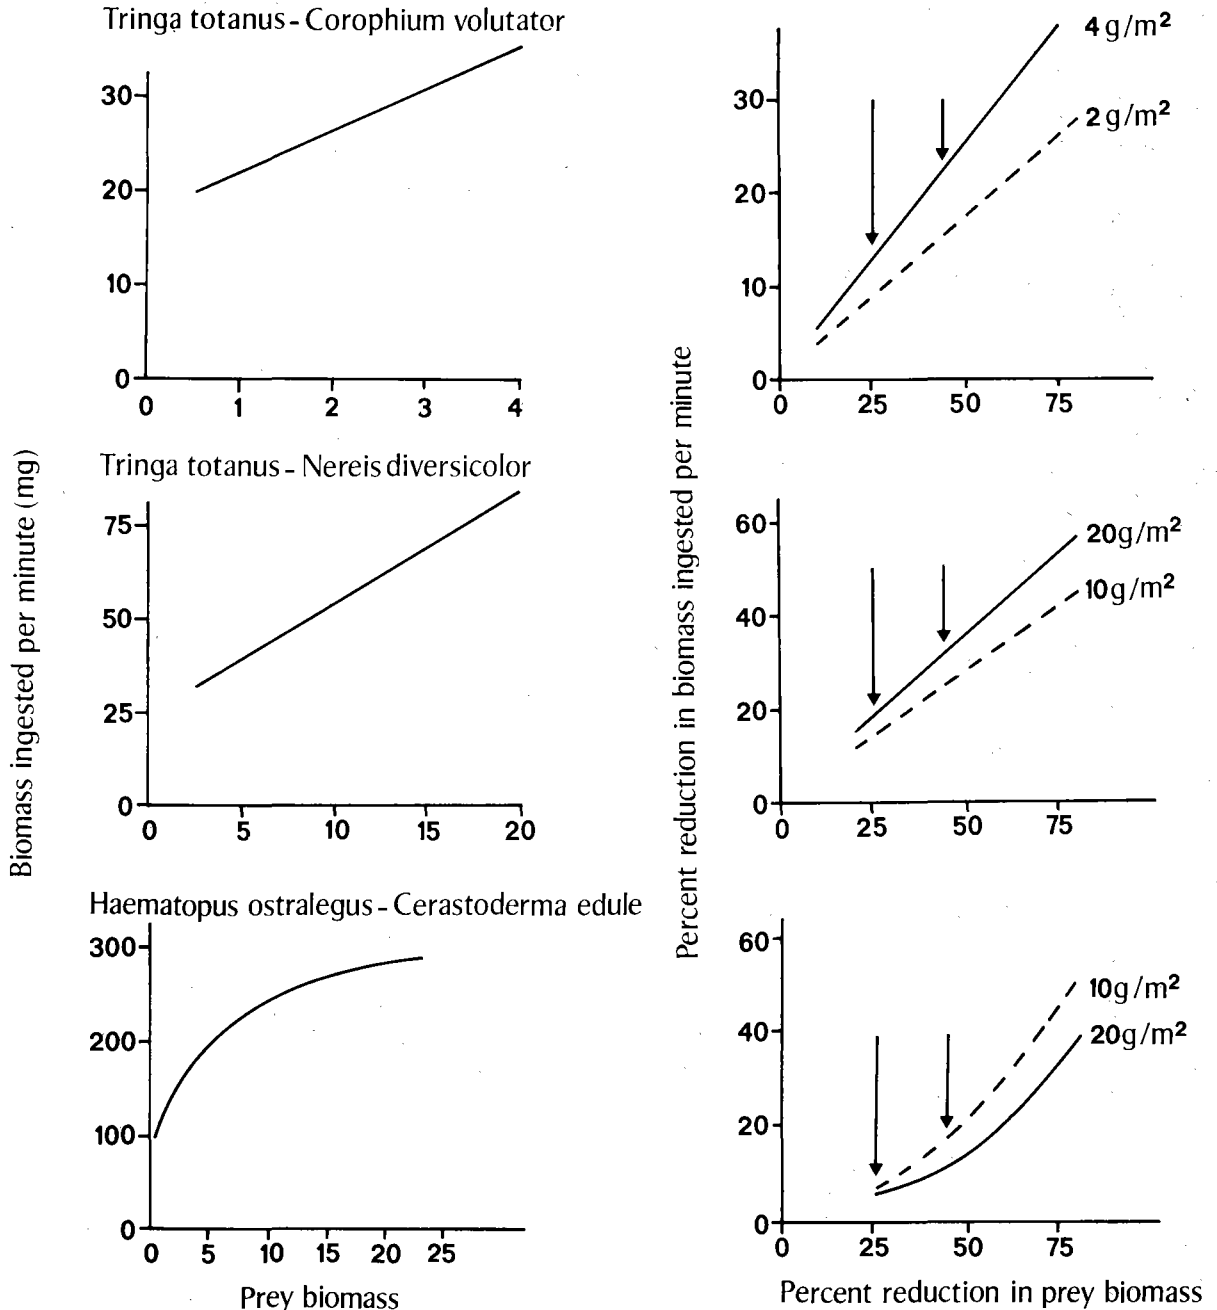 Tringa totanus - Corophium volutator
30
20
10
0
0 1 2 3 4
4 g/m²
2 g/m²
30
20
10
0
0 25 50 75
Tringa totanus - Nereis diversicolor
75
50
25
0
0 5 10 15 20
20g/m²
10g/m²
60
40
20
0
0 25 50 75
Haematopus ostralegus - Cerastoderma edule
300
200
100
0
0 5 10 15 20 25
10g/m²
20g/m²
60
40
20
0
0 25 50 75
Biomass ingested per minute (mg)
Percent reduction in biomass ingested per minute
Prey biomass
Percent reduction in prey biomass